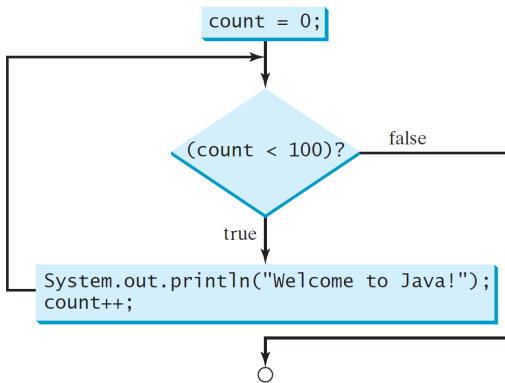 count = 0;
(count < 100)?
false
true
System.out.println("Welcome to Java!");
count++;